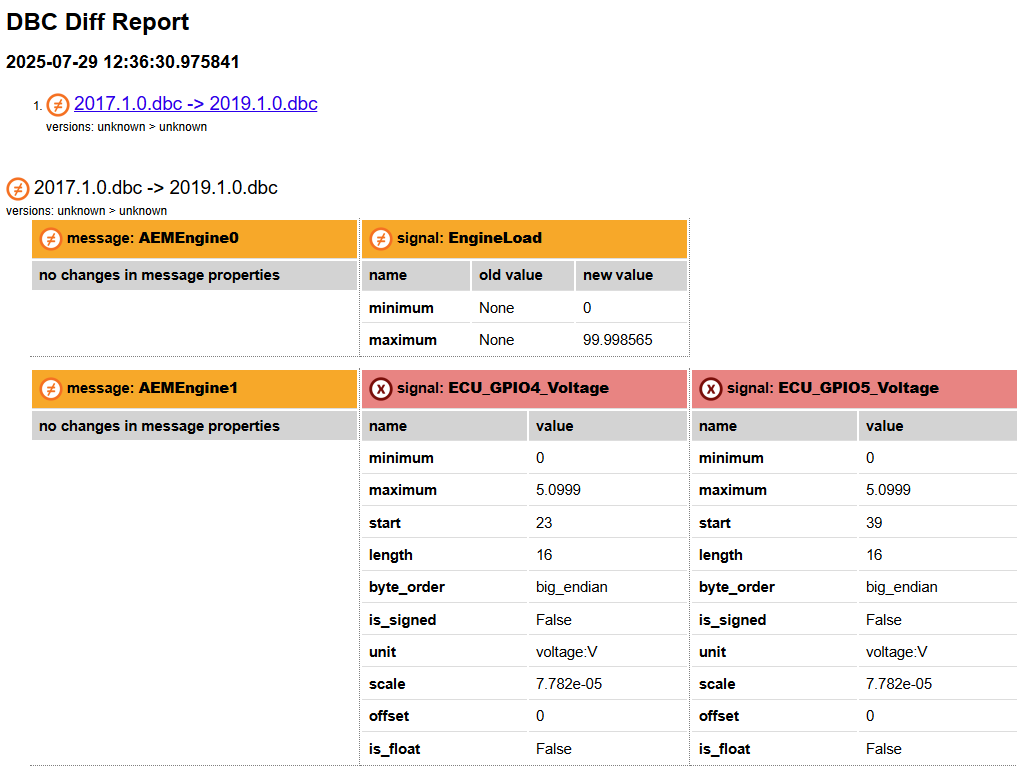 DBC Diff Report
2025-07-29 12:36:30.975841
1. ≠ 2017.1.0.dbc -> 2019.1.0.dbc
versions: unknown > unknown
≠ 2017.1.0.dbc -> 2019.1.0.dbc
versions: unknown > unknown
≠ message: AEMEngine0 ≠ signal: EngineLoad
no changes in message properties name old value new value
minimum None 0
maximum None 99.998565
≠ message: AEMEngine1 X signal: ECU_GPIO4_Voltage X signal: ECU_GPIO5_Voltage
no changes in message properties name value name value
minimum 0 minimum 0
maximum 5.0999 maximum 5.0999
start 23 start 39
length 16 length 16
byte_order big_endian byte_order big_endian
is_signed False is_signed False
unit voltage:V unit voltage:V
scale 7.782e-05 scale 7.782e-05
offset 0 offset 0
is_float False is_float False